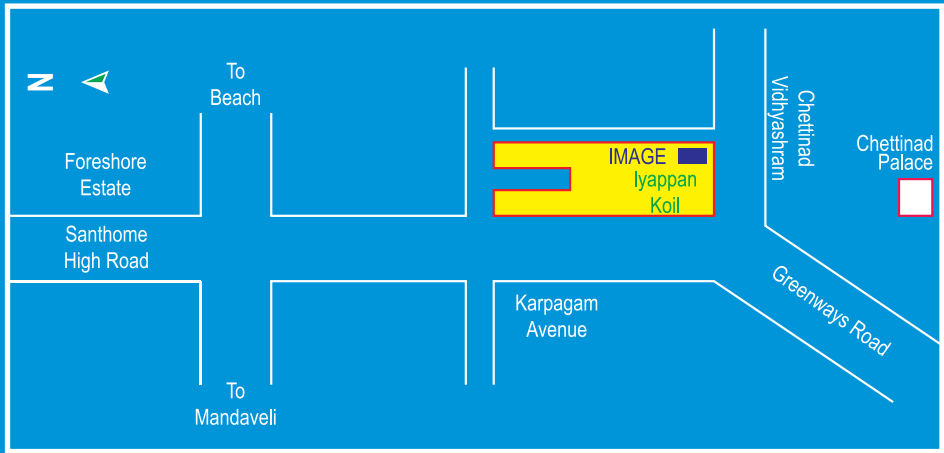 N
To
Beach
Foreshore
Estate
Santhome
High Road
To
Mandaveli
IMAGE
Iyappan
Koil
Karpagam
Avenue
Chettinad
Vidhyashram
Chettinad
Palace
Greenways Road